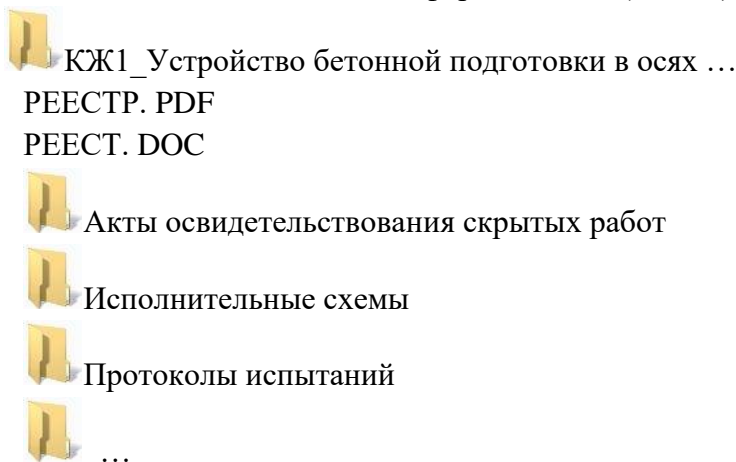 КЖ1_Устройство бетонной подготовки в осях …
РЕЕСТР. PDF
РЕЕСТ. DOC
Акты освидетельствования скрытых работ
Исполнительные схемы
Протоколы испытаний
…